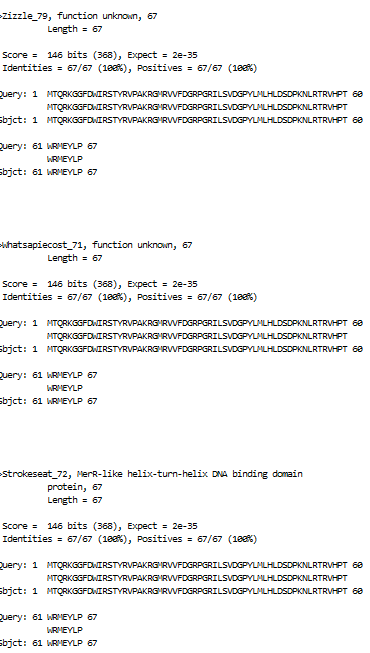 >Zizzle_79, function unknown, 67
Length = 67
Score = 146 bits (368), Expect = 2e-35
Identities = 67/67 (100%), Positives = 67/67 (100%)
Query: 1 MTQRKGGFDWIRSTYRVPAKRGMRVVFDGRPGRILSVDGPYLMLHLDSDPKNLRTRVHPT 60
MTQRKGGFDWIRSTYRVPAKRGMRVVFDGRPGRILSVDGPYLMLHLDSDPKNLRTRVHPT
Sbjct: 1 MTQRKGGFDWIRSTYRVPAKRGMRVVFDGRPGRILSVDGPYLMLHLDSDPKNLRTRVHPT 60
Query: 61 WRMEYLP 67
WRMEYLP
Sbjct: 61 WRMEYLP 67
>Whatsapiecost_71, function unknown, 67
Length = 67
Score = 146 bits (368), Expect = 2e-35
Identities = 67/67 (100%), Positives = 67/67 (100%)
Query: 1 MTQRKGGFDWIRSTYRVPAKRGMRVVFDGRPGRILSVDGPYLMLHLDSDPKNLRTRVHPT 60
MTQRKGGFDWIRSTYRVPAKRGMRVVFDGRPGRILSVDGPYLMLHLDSDPKNLRTRVHPT
Sbjct: 1 MTQRKGGFDWIRSTYRVPAKRGMRVVFDGRPGRILSVDGPYLMLHLDSDPKNLRTRVHPT 60
Query: 61 WRMEYLP 67
WRMEYLP
Sbjct: 61 WRMEYLP 67
>Strokeseat_72, MerR-like helix-turn-helix DNA binding domain
protein, 67
Length = 67
Score = 146 bits (368), Expect = 2e-35
Identities = 67/67 (100%), Positives = 67/67 (100%)
Query: 1 MTQRKGGFDWIRSTYRVPAKRGMRVVFDGRPGRILSVDGPYLMLHLDSDPKNLRTRVHPT 60
MTQRKGGFDWIRSTYRVPAKRGMRVVFDGRPGRILSVDGPYLMLHLDSDPKNLRTRVHPT
Sbjct: 1 MTQRKGGFDWIRSTYRVPAKRGMRVVFDGRPGRILSVDGPYLMLHLDSDPKNLRTRVHPT 60
Query: 61 WRMEYLP 67
WRMEYLP
Sbjct: 61 WRMEYLP 67